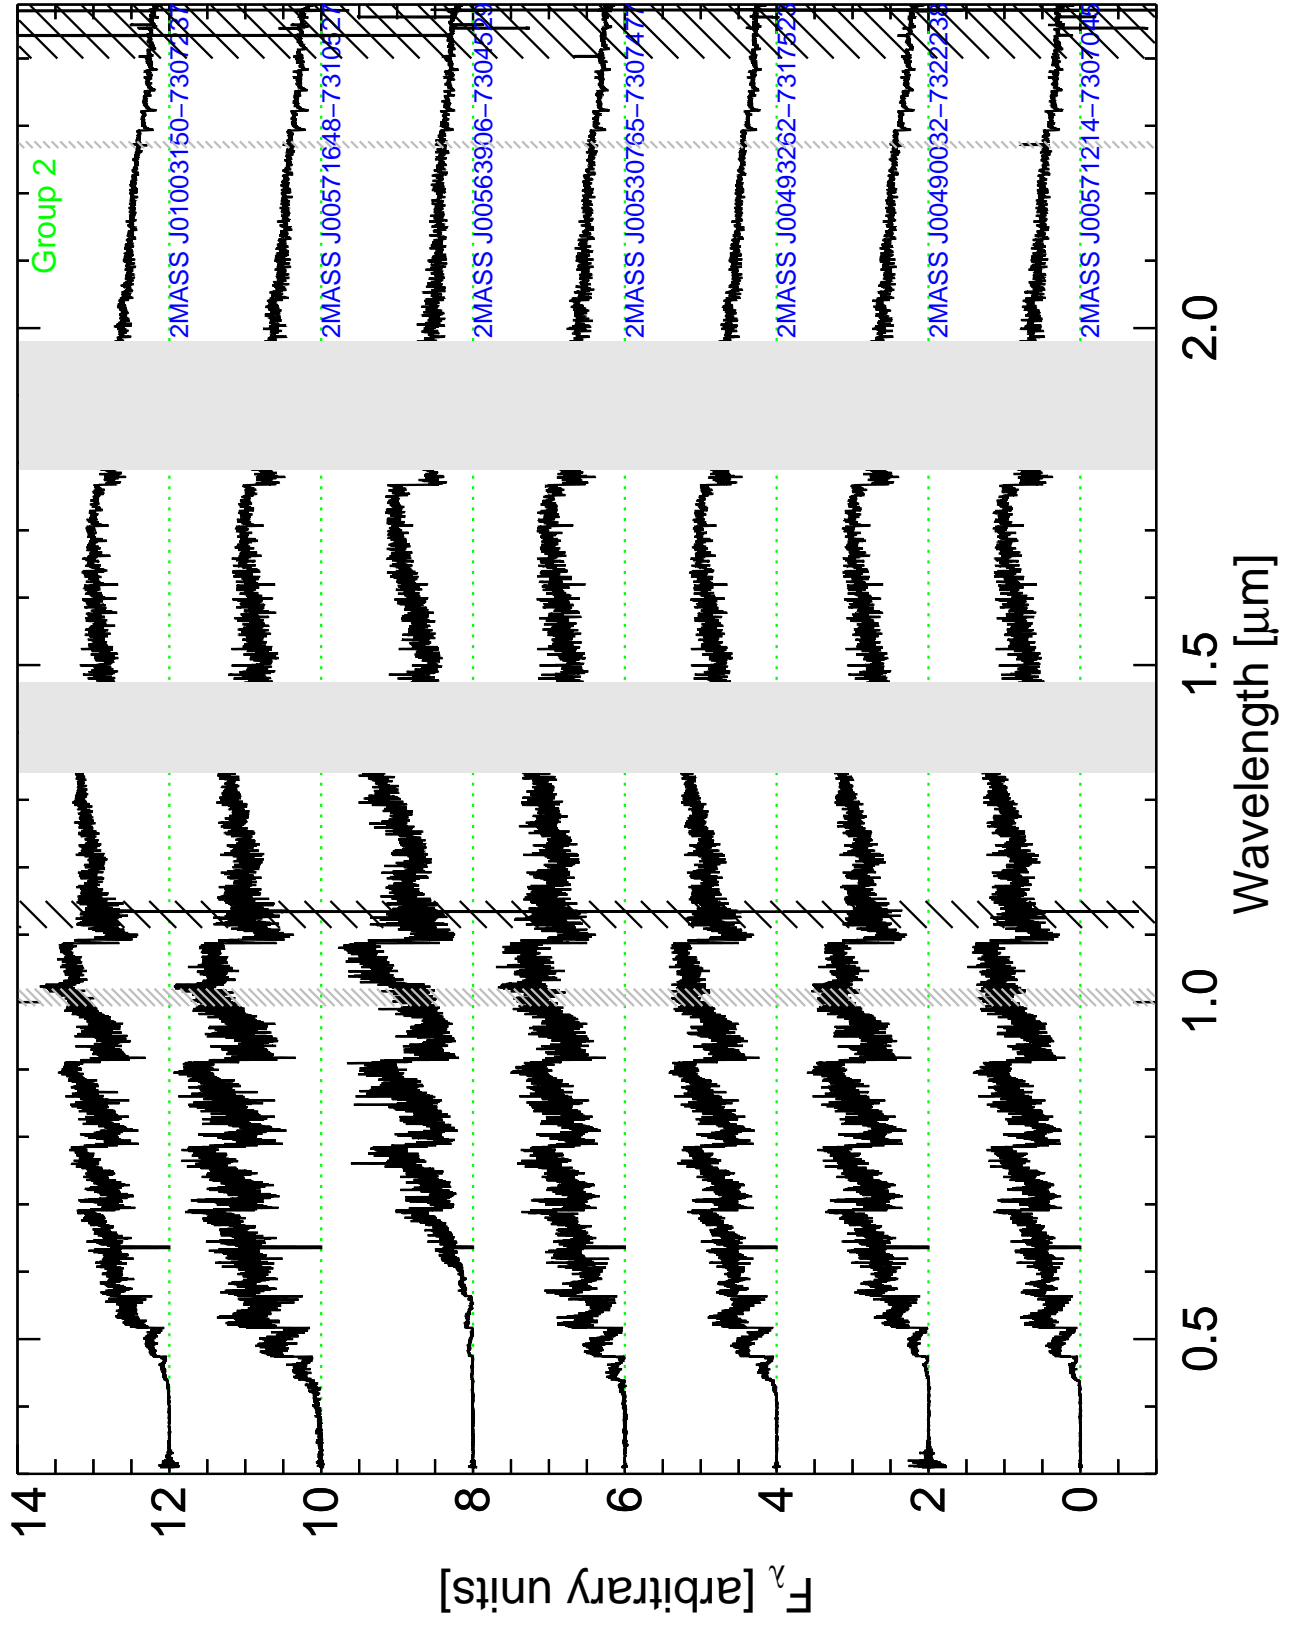 Group 2
2MASS J01003150–7307237
2MASS J00571648–7310527
2MASS J00563906–7304529
2MASS J00530765–7307477
2MASS J00493262–7317523
2MASS J00490032–7322238
2MASS J00571214–7307045
14
12
10
8
6
4
2
0
Fλ [arbitrary units]
0.5
1.0
1.5
2.0
Wavelength [μm]